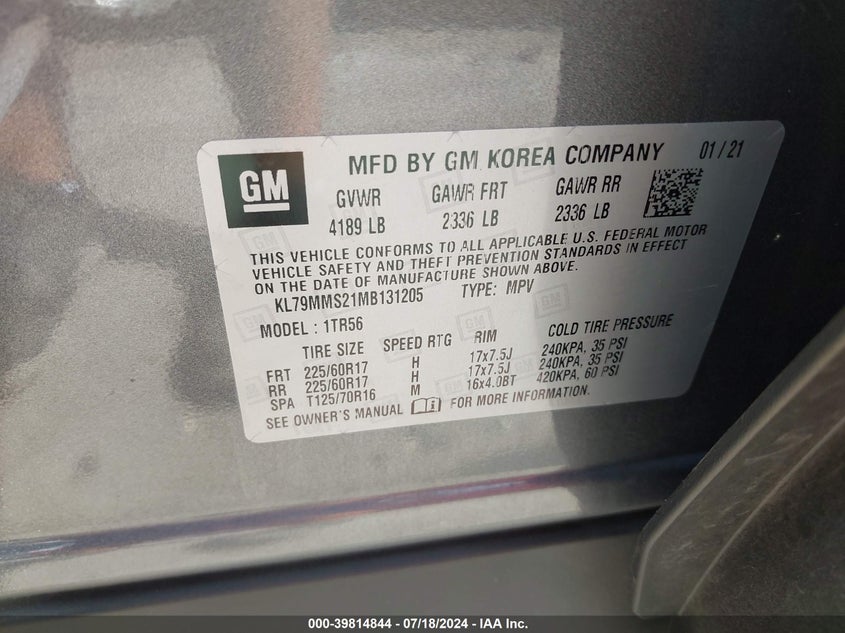 GM
MFD BY GM KOREA COMPANY 01 / 21
GVWR GAWR FRT GAWR RR
4189 LB 2336 LB 2336 LB
THIS VEHICLE CONFORMS TO ALL APPLICABLE U.S. FEDERAL MOTOR
VEHICLE SAFETY AND THEFT PREVENTION STANDARDS IN EFFECT
ON THE DATE OF MANUFACTURE SHOWN ABOVE.
KL79MMS21MB131205 TYPE: MPV
MODEL : 1TR56
TIRE SIZE SPEED RTG RIM COLD TIRE PRESSURE
FRT 225/60R17 H 17x7.5J 240KPA, 35 PSI
RR 225/60R17 H 17x7.5J 240KPA, 35 PSI
SPA T125/70R16 M 16x4.0BT 420KPA, 60 PSI
SEE OWNER'S MANUAL FOR MORE INFORMATION.
000-39814844 / 07/18/2024 - IAA Inc.